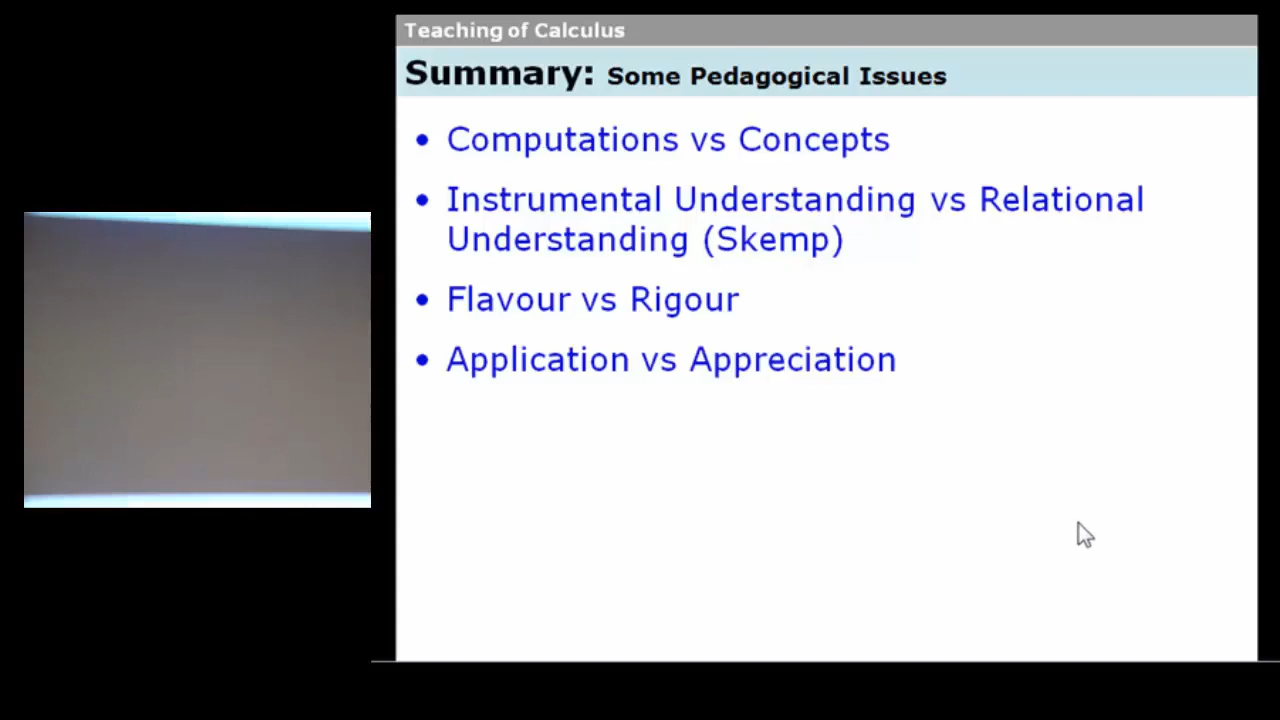 Teaching of Calculus
Summary: Some Pedagogical Issues
• Computations vs Concepts
• Instrumental Understanding vs Relational
Understanding (Skemp)
• Flavour vs Rigour
• Application vs Appreciation